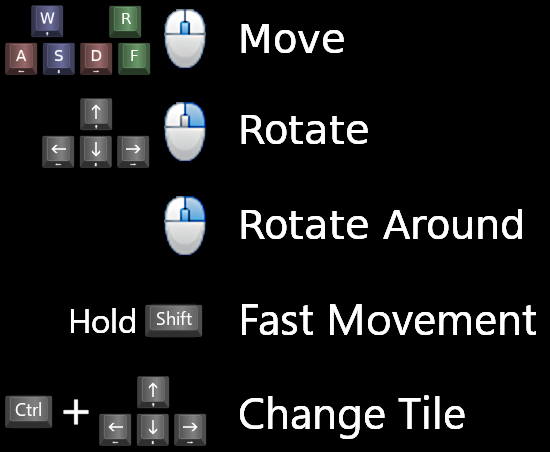 W R
A S D F
Move
↑
← ↓ →
Rotate
Rotate Around
Hold Shift
Fast Movement
↑
Ctrl + ← ↓ →
Change Tile